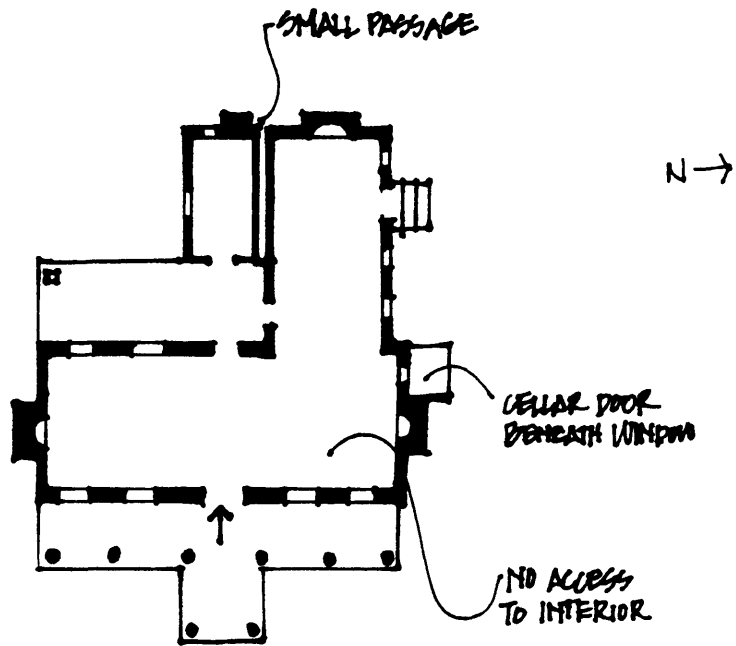 SMALL PASSAGE
N →
CELLAR DOOR
BENEATH WINDOW
NO ACCESS
TO INTERIOR